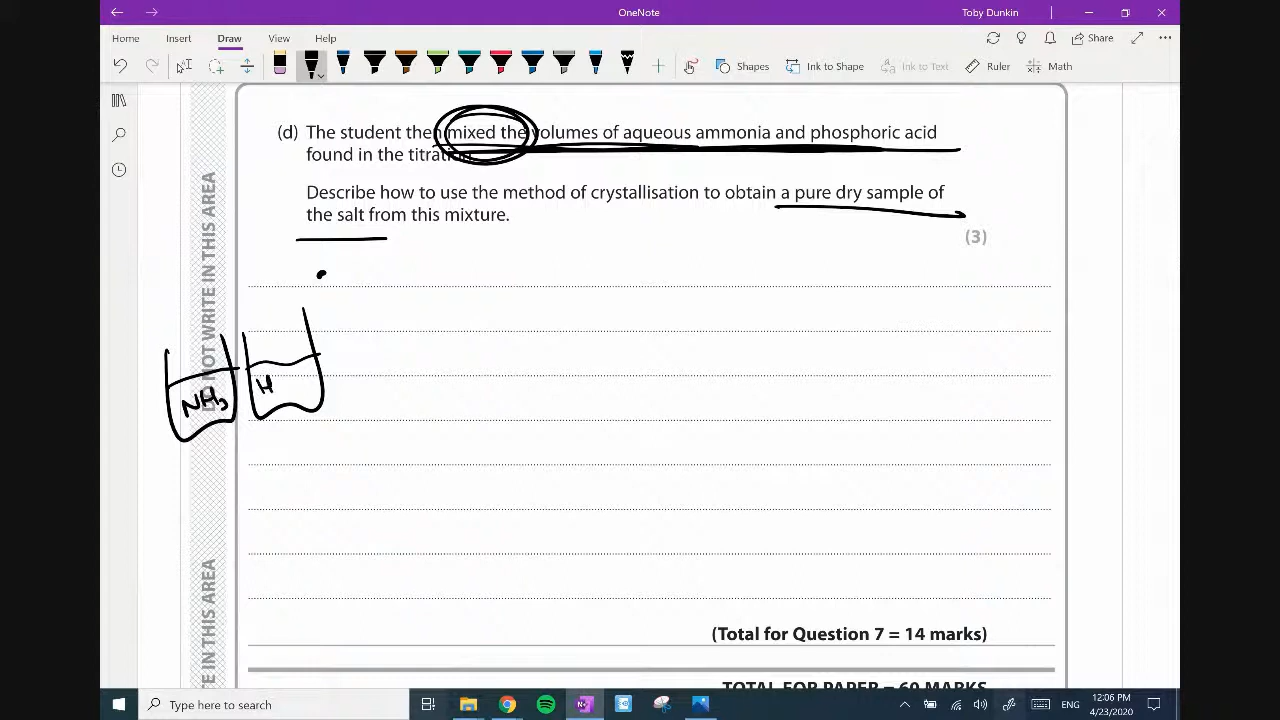 OneNote
Toby Dunkin
Home Insert Draw View Help
Share
Shapes Ink to Shape Ink to Text Ruler Math
DO NOT WRITE IN THIS AREA
(d) The student then mixed the volumes of aqueous ammonia and phosphoric acid
found in the titration.
Describe how to use the method of crystallisation to obtain a pure dry sample of
the salt from this mixture.
(3)
NH3
H
(Total for Question 7 = 14 marks)
TE IN THIS AREA
TOTAL FOR PAPER = 60 MARKS
Type here to search
ENG
12:06 PM
4/23/2020